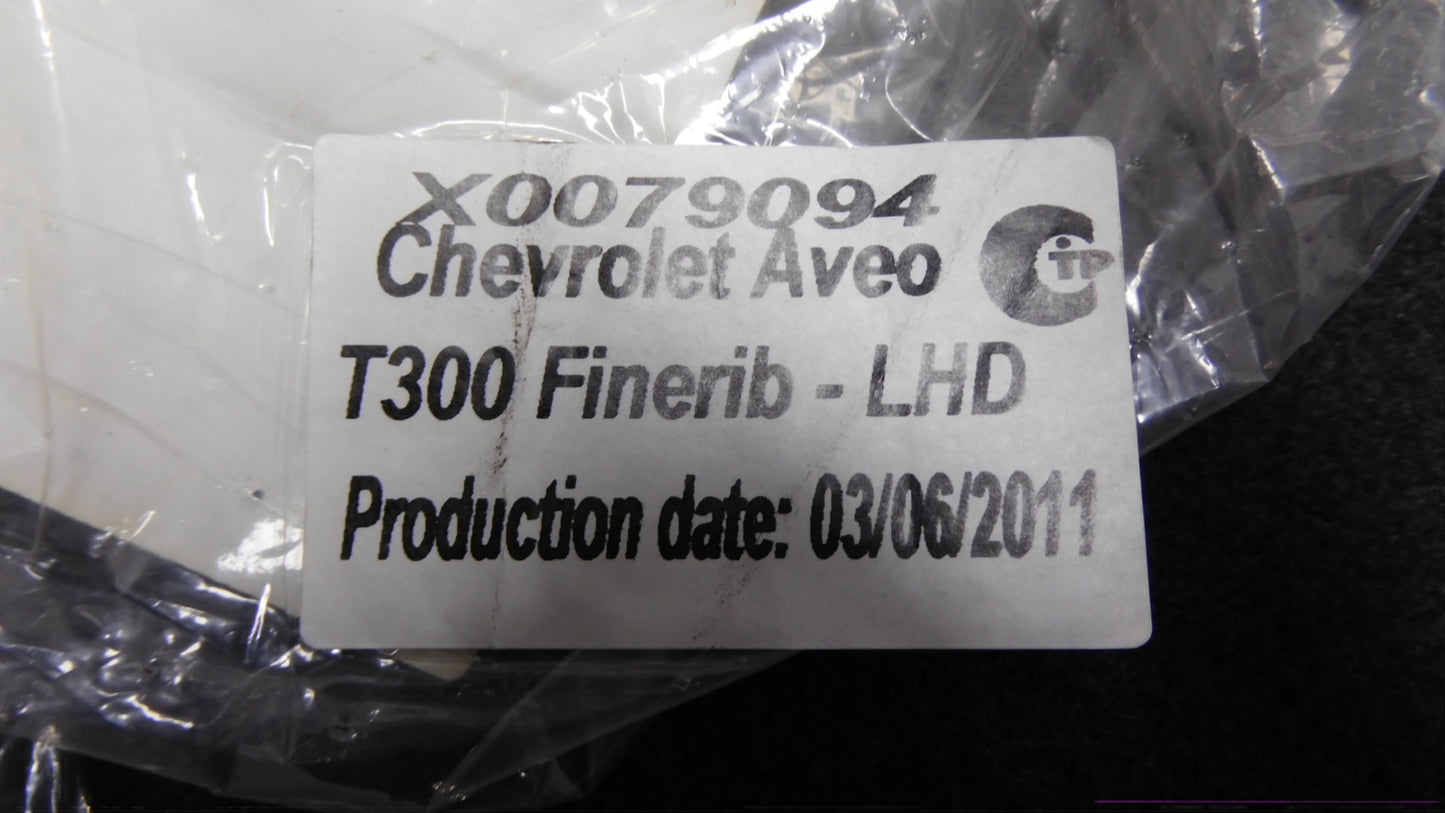 X0079094
Chevrolet Aveo
T300 Finerib - LHD
Production date: 03/06/2011